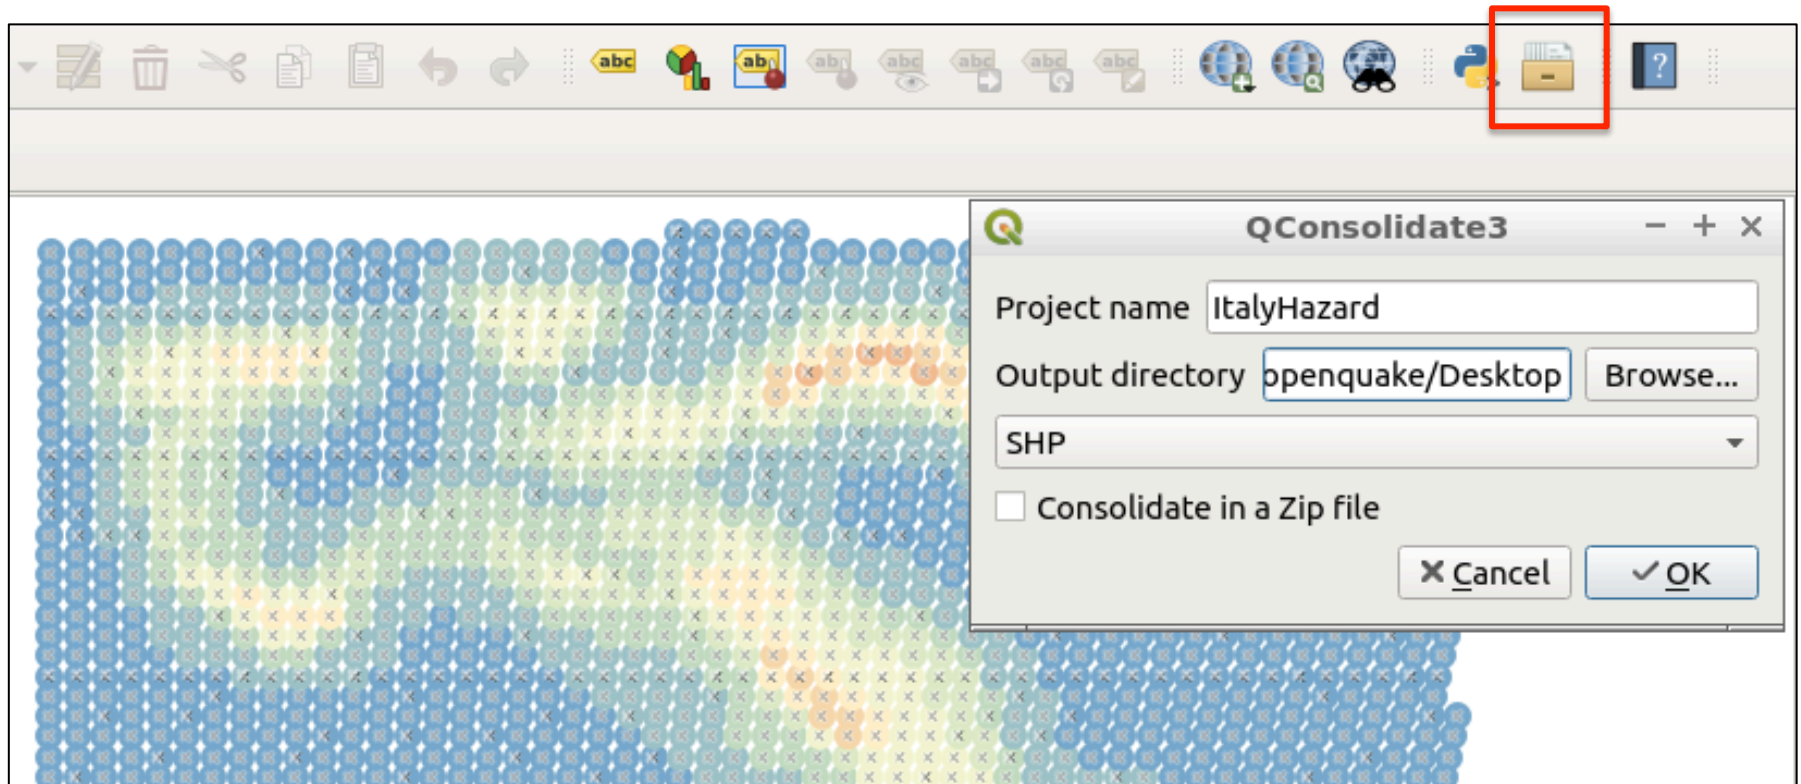 abc
ab
ab
abc
abc
abc
abc
?
QConsolidate3
Project name ItalyHazard
Output directory openquake/Desktop Browse...
SHP
Consolidate in a Zip file
Cancel OK